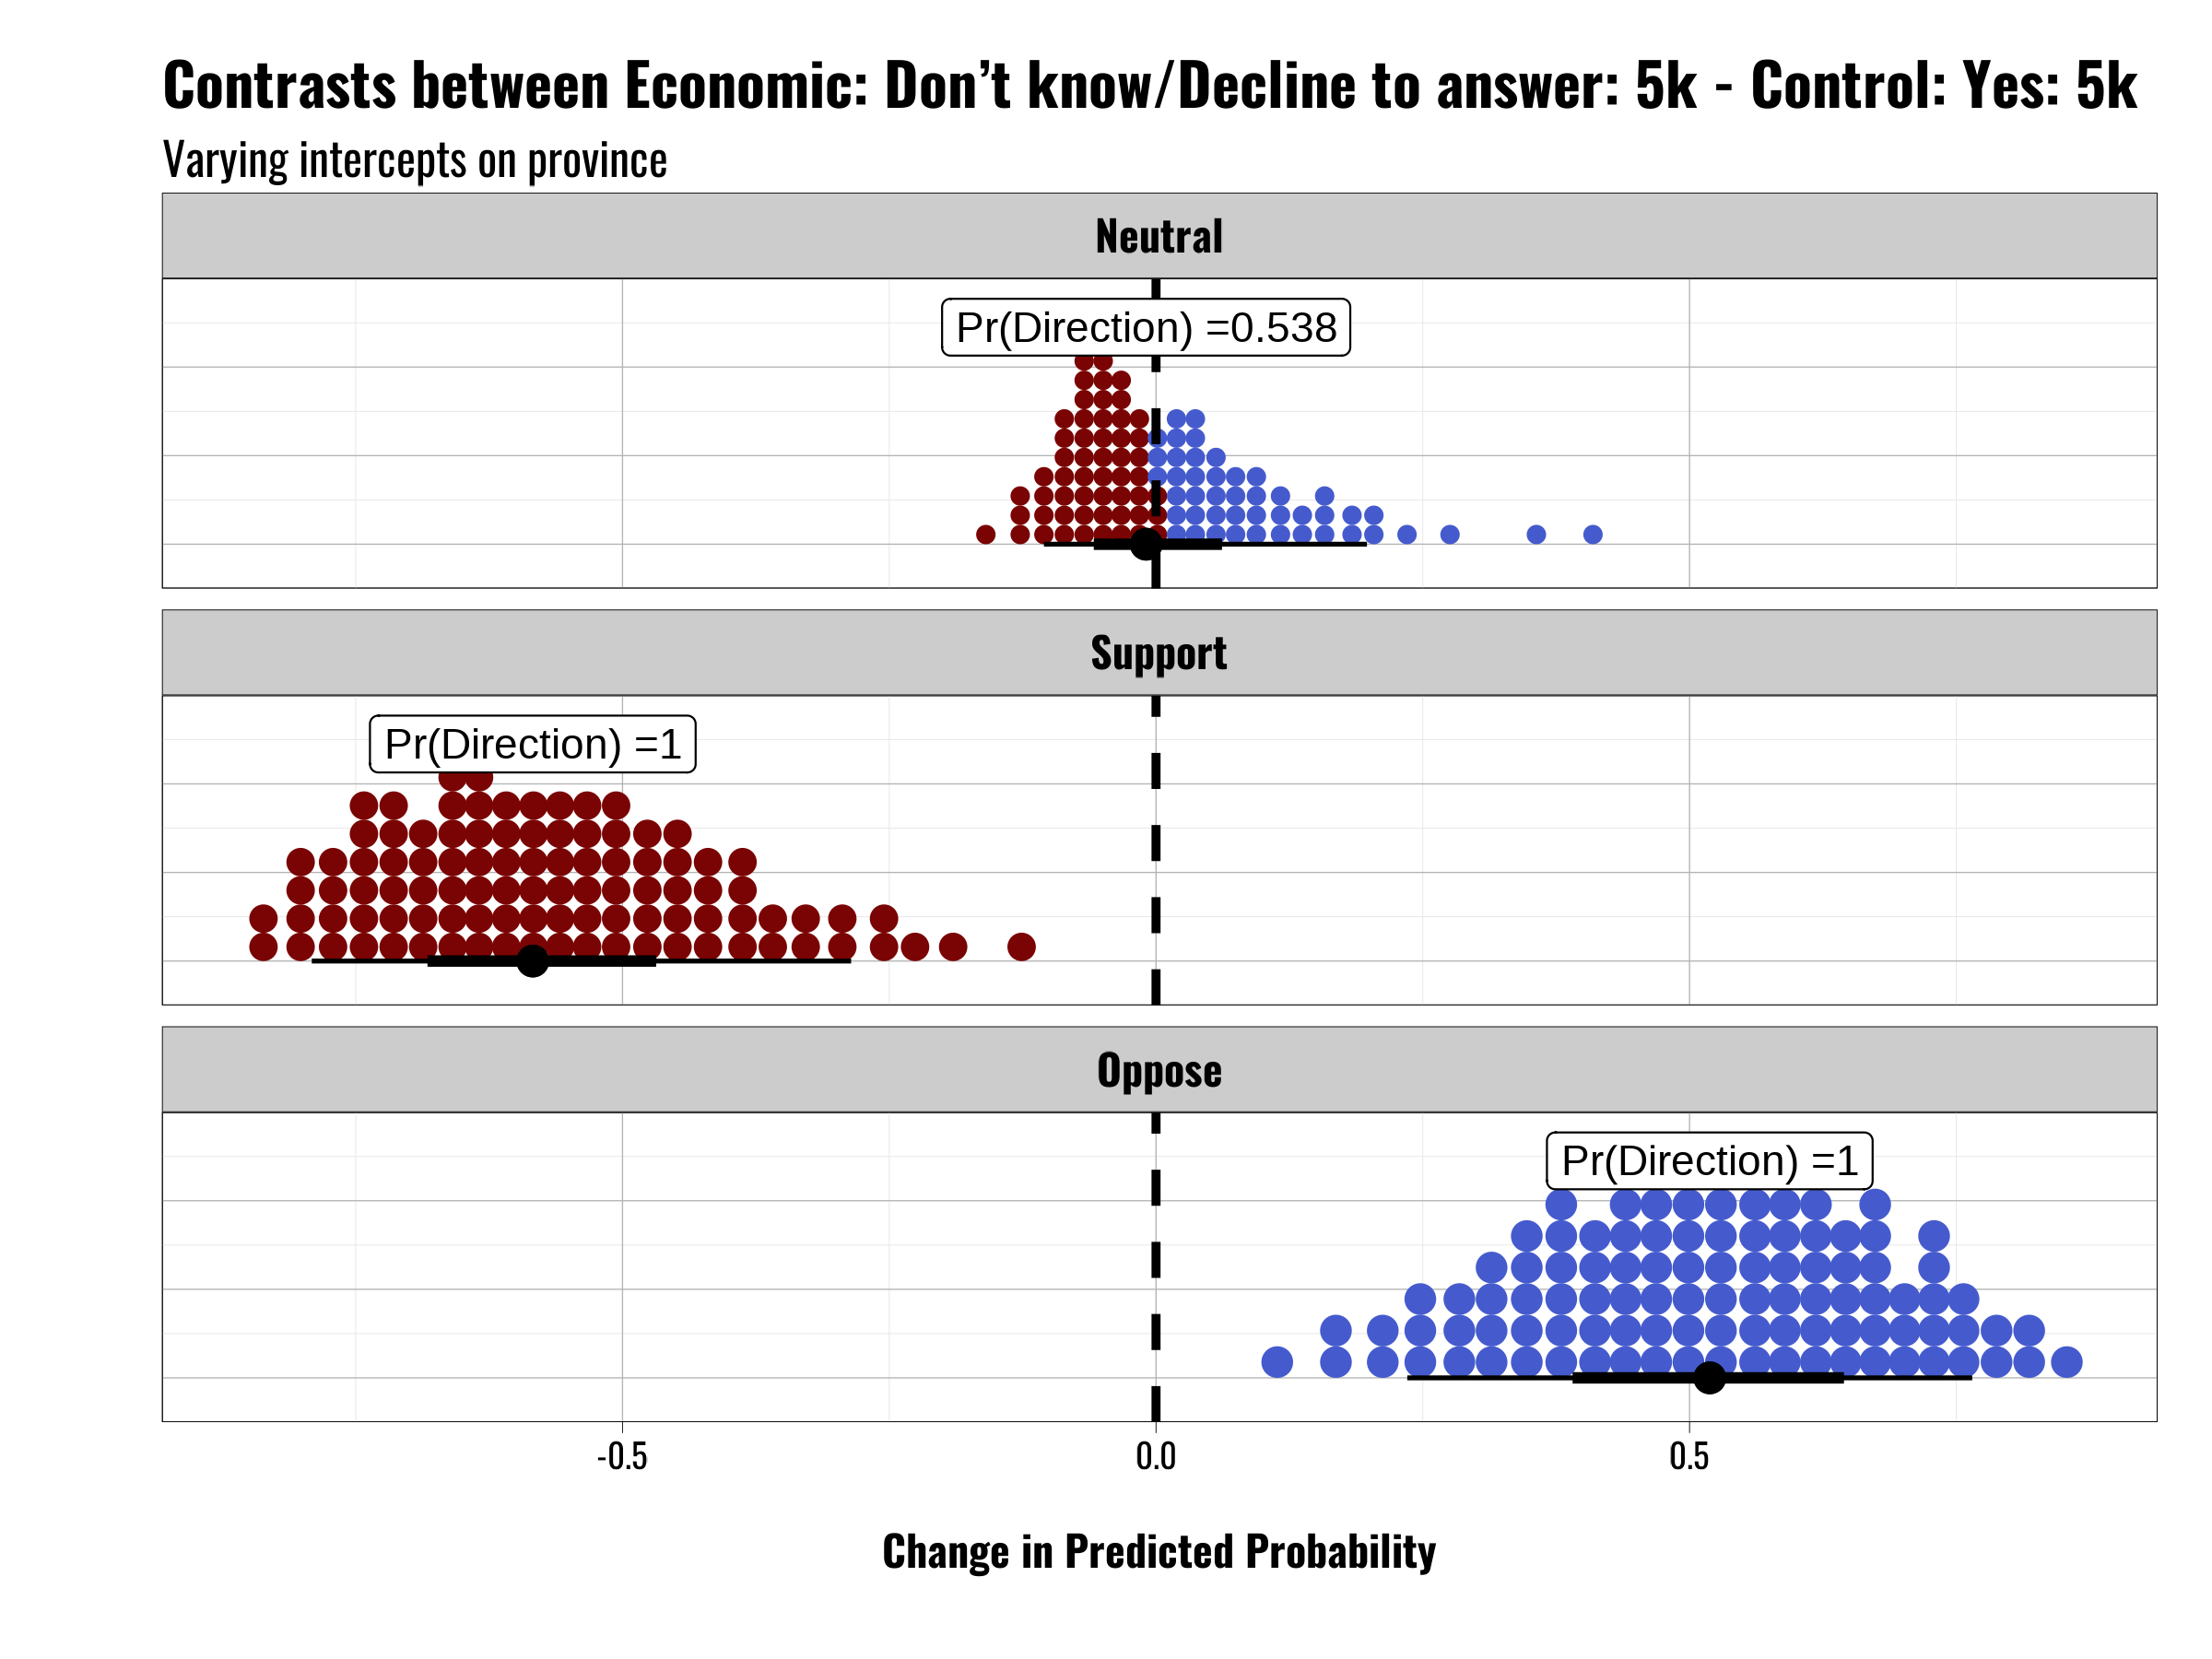 Contrasts between Economic: Don’t know/Decline to answer: 5k - Control: Yes: 5k
Varying intercepts on province
Neutral
Pr(Direction) =0.538
Support
Pr(Direction) =1
Oppose
Pr(Direction) =1
-0.5 0.0 0.5
Change in Predicted Probability